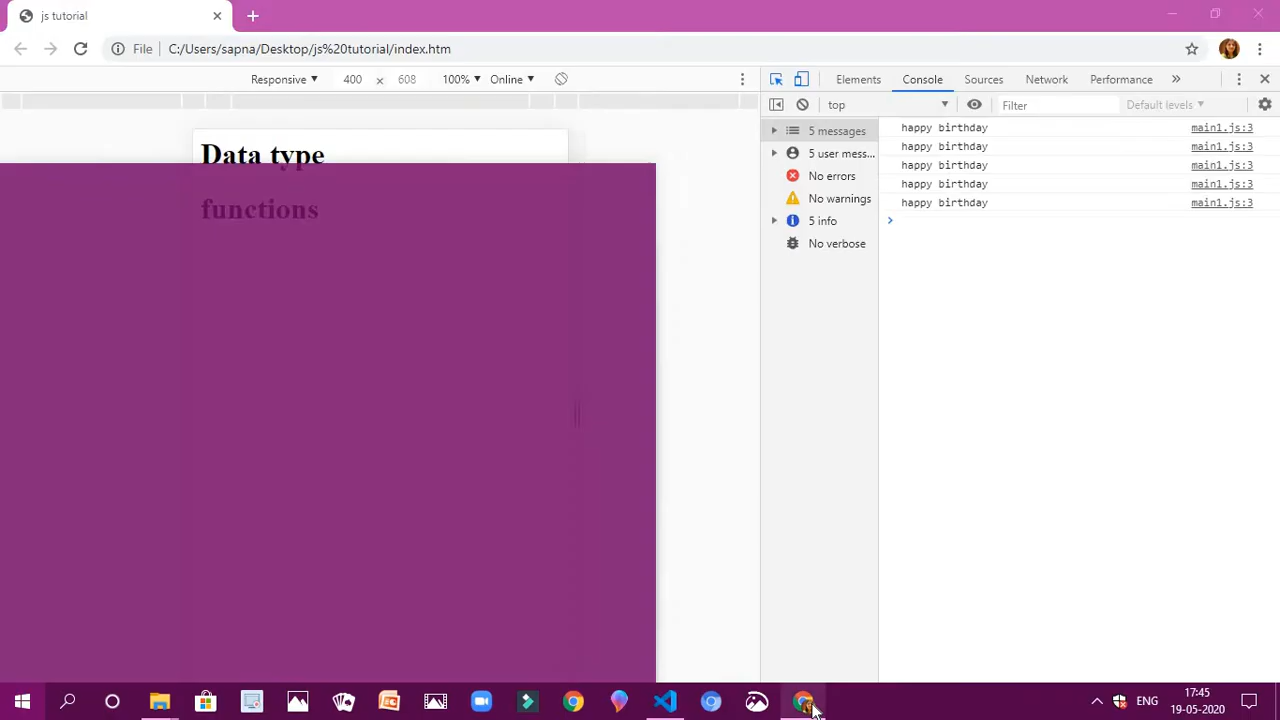 js tutorial
File C:/Users/sapna/Desktop/js%20tutorial/index.htm
Responsive 400 × 608 100% Online
Elements Console Sources Network Performance »
top Filter Default levels
Data type
functions
5 messages
5 user mess...
No errors
No warnings
5 info
No verbose
happy birthday main1.js:3
happy birthday main1.js:3
happy birthday main1.js:3
happy birthday main1.js:3
happy birthday main1.js:3
ENG
17:45
19-05-2020